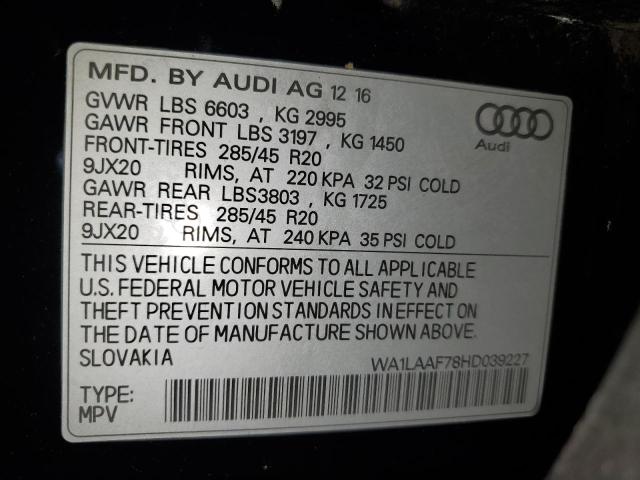 MFD. BY AUDI AG 12 16
GVWR LBS 6603 , KG 2995
GAWR FRONT LBS 3197 , KG 1450
FRONT-TIRES 285/45 R20
9JX20 RIMS, AT 220 KPA 32 PSI COLD
GAWR REAR LBS3803 , KG 1725
REAR-TIRES 285/45 R20
9JX20 RIMS, AT 240 KPA 35 PSI COLD
Audi
THIS VEHICLE CONFORMS TO ALL APPLICABLE
U.S. FEDERAL MOTOR VEHICLE SAFETY AND
THEFT PREVENTION STANDARDS IN EFFECT ON
THE DATE OF MANUFACTURE SHOWN ABOVE.
SLOVAKIA WA1LAAF78HD039227
TYPE:
MPV